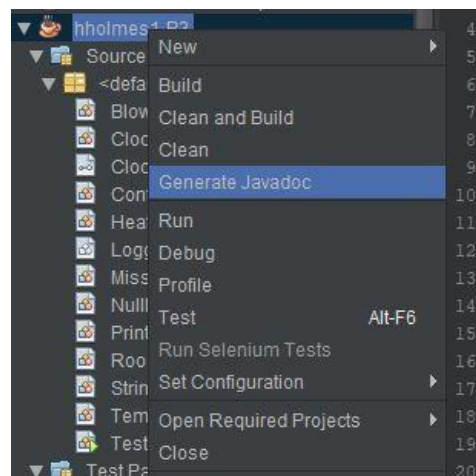 hholmes1 P3
4
Source
New
5
<defa
6
Blow
Build
7
Cloc
Clean and Build
8
Cloc
Clean
9
Con
Generate Javadoc
10
Hea
11
Logg
Run
12
Miss
Debug
13
Nulll
Profile
14
Print
Test Alt-F6
15
Roo
Run Selenium Tests
16
Strin
Set Configuration
17
Tem
Open Required Projects
18
Test
Close
19
Test Pa
20